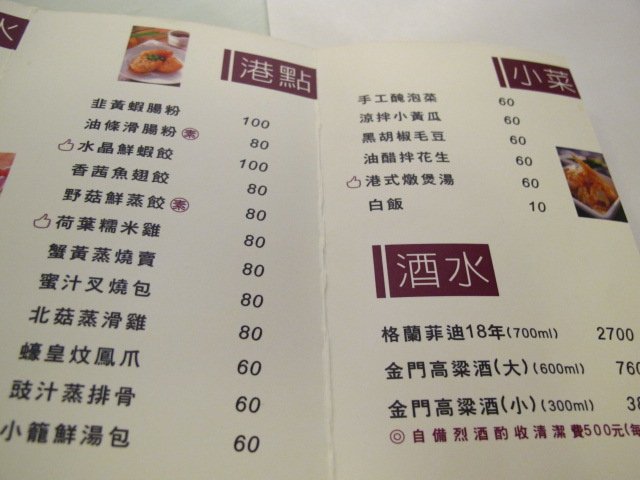 火
港點
韭黃蝦腸粉 100
油條滑腸粉 素 80
水晶鮮蝦餃 100
香茜魚翅餃 80
野菇鮮蒸餃 素 80
荷葉糯米雞 80
蟹黃蒸燒賣 80
蜜汁叉燒包 80
北菇蒸滑雞 80
蠔皇炆鳳爪 60
豉汁蒸排骨 60
小籠鮮湯包 60
小菜
手工醃泡菜 60
涼拌小黃瓜 60
黑胡椒毛豆 60
油醋拌花生 60
港式燉煲湯 60
白飯 10
酒水
格蘭菲迪18年(700ml) 2700
金門高粱酒(大)(600ml) 760
金門高粱酒(小)(300ml) 38
◎自備烈酒酌收清潔費500元(每